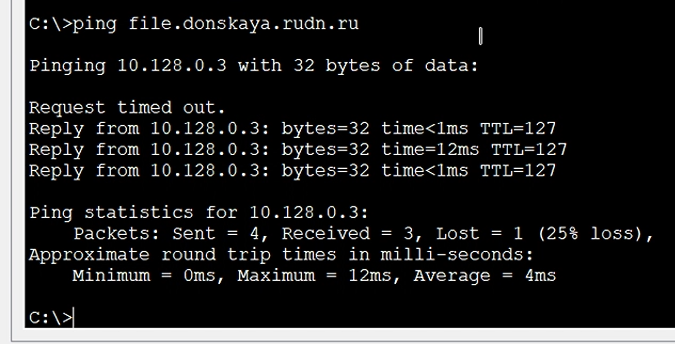 C:\>ping file.donskaya.rudn.ru
Pinging 10.128.0.3 with 32 bytes of data:
Request timed out.
Reply from 10.128.0.3: bytes=32 time<1ms TTL=127
Reply from 10.128.0.3: bytes=32 time=12ms TTL=127
Reply from 10.128.0.3: bytes=32 time<1ms TTL=127
Ping statistics for 10.128.0.3:
Packets: Sent = 4, Received = 3, Lost = 1 (25% loss),
Approximate round trip times in milli-seconds:
Minimum = 0ms, Maximum = 12ms, Average = 4ms
C:\>